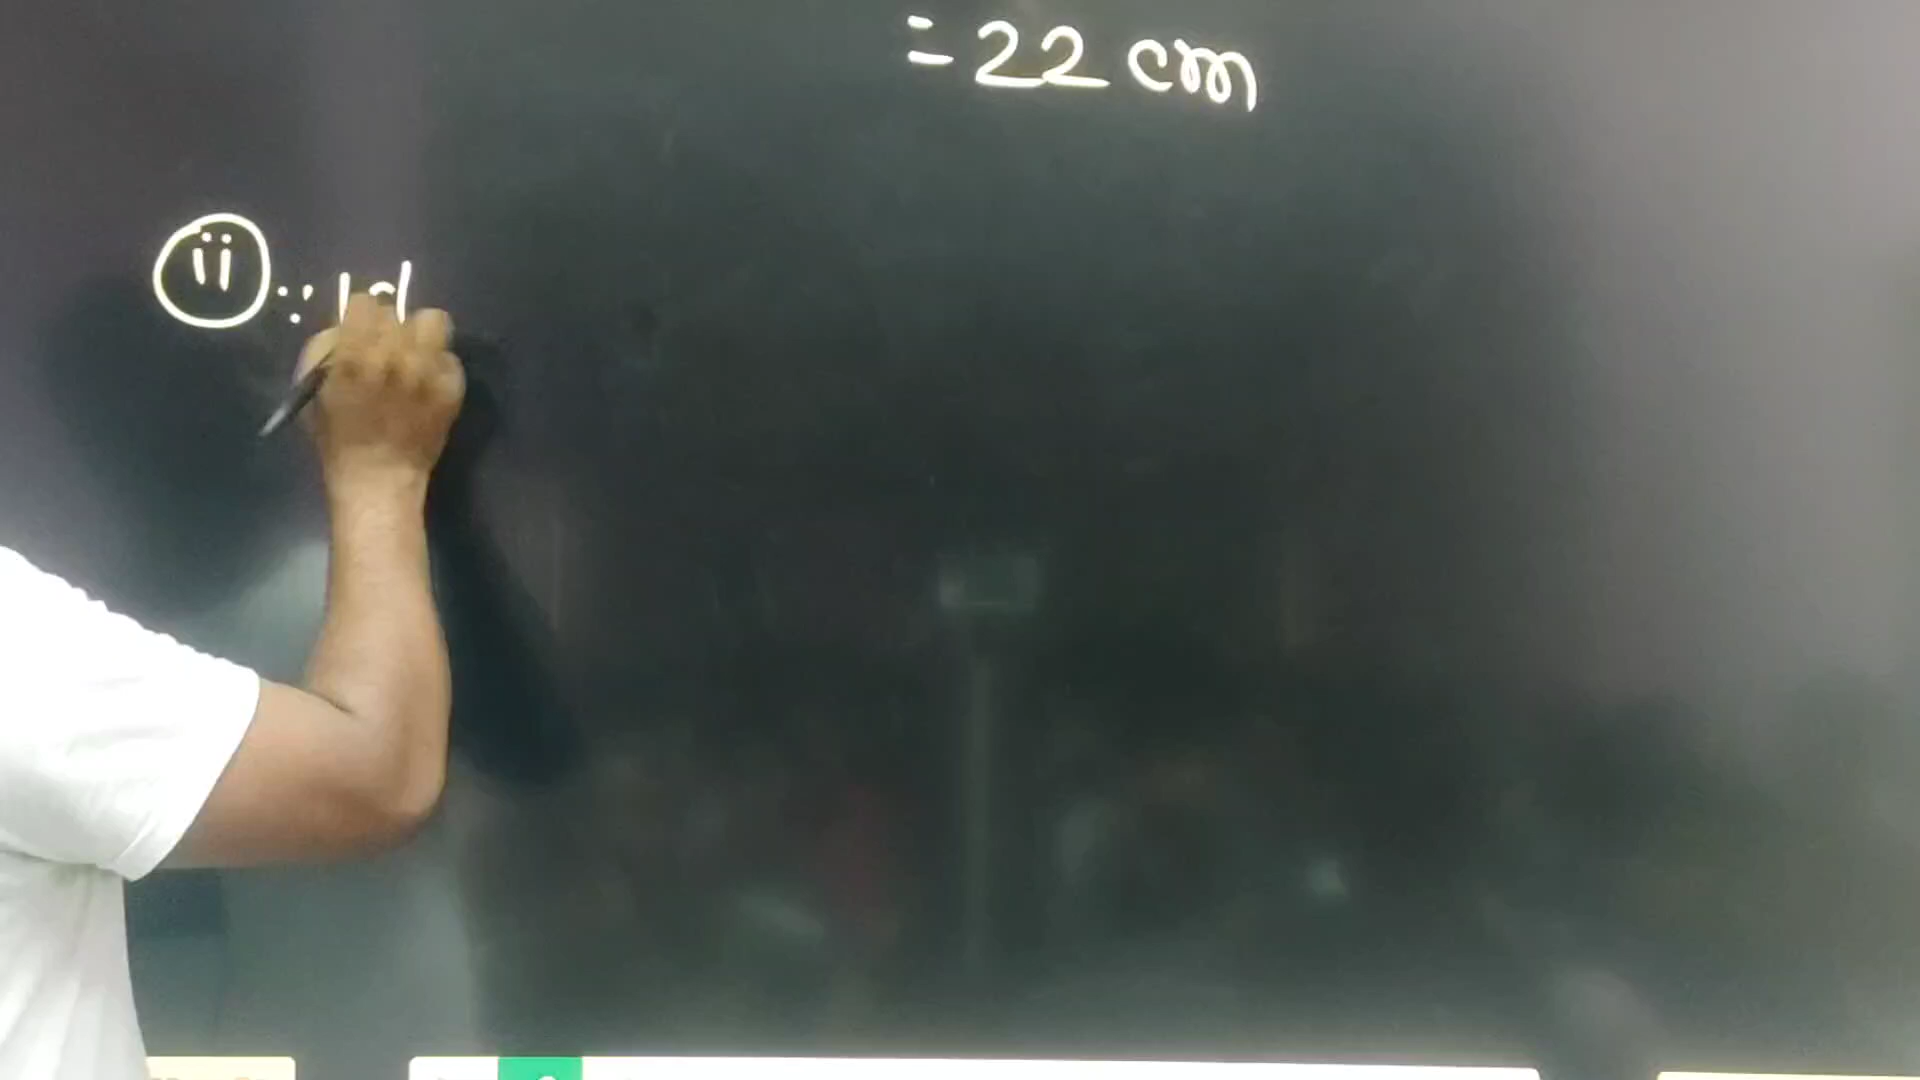 = 22 cm
ii ∵